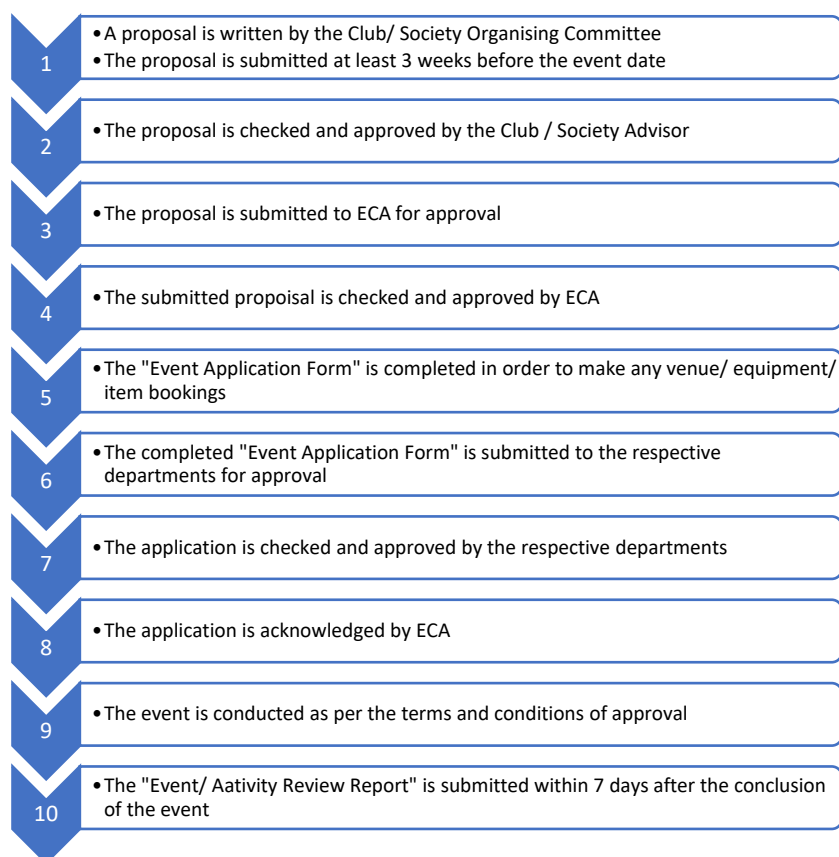 1
•A proposal is written by the Club/ Society Organising Committee
•The proposal is submitted at least 3 weeks before the event date
2
•The proposal is checked and approved by the Club / Society Advisor
3
•The proposal is submitted to ECA for approval
4
•The submitted propoisal is checked and approved by ECA
5
•The "Event Application Form" is completed in order to make any venue/ equipment/
item bookings
6
•The completed "Event Application Form" is submitted to the respective
departments for approval
7
•The application is checked and approved by the respective departments
8
•The application is acknowledged by ECA
9
•The event is conducted as per the terms and conditions of approval
10
•The "Event/ Aativity Review Report" is submitted within 7 days after the conclusion
of the event